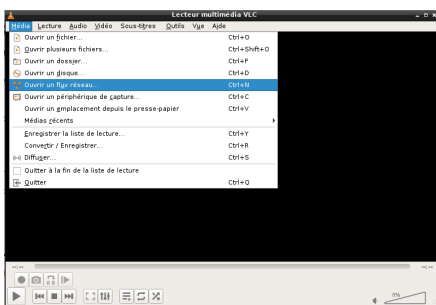 Lecteur multimédia VLC
Média Lecture Audio Vidéo Sous-titres Outils Vue Aide
Ouvrir un fichier... Ctrl+O
Ouvrir plusieurs fichiers... Ctrl+Shift+O
Ouvrir un dossier... Ctrl+F
Ouvrir un disque... Ctrl+D
Ouvrir un flux réseau... Ctrl+N
Ouvrir un périphérique de capture... Ctrl+C
Ouvrir un emplacement depuis le presse-papier Ctrl+V
Médias récents
Enregistrer la liste de lecture... Ctrl+Y
Convertir / Enregistrer... Ctrl+R
Diffuser... Ctrl+S
Quitter à la fin de la liste de lecture
Quitter Ctrl+Q
--:-- --:--
0%